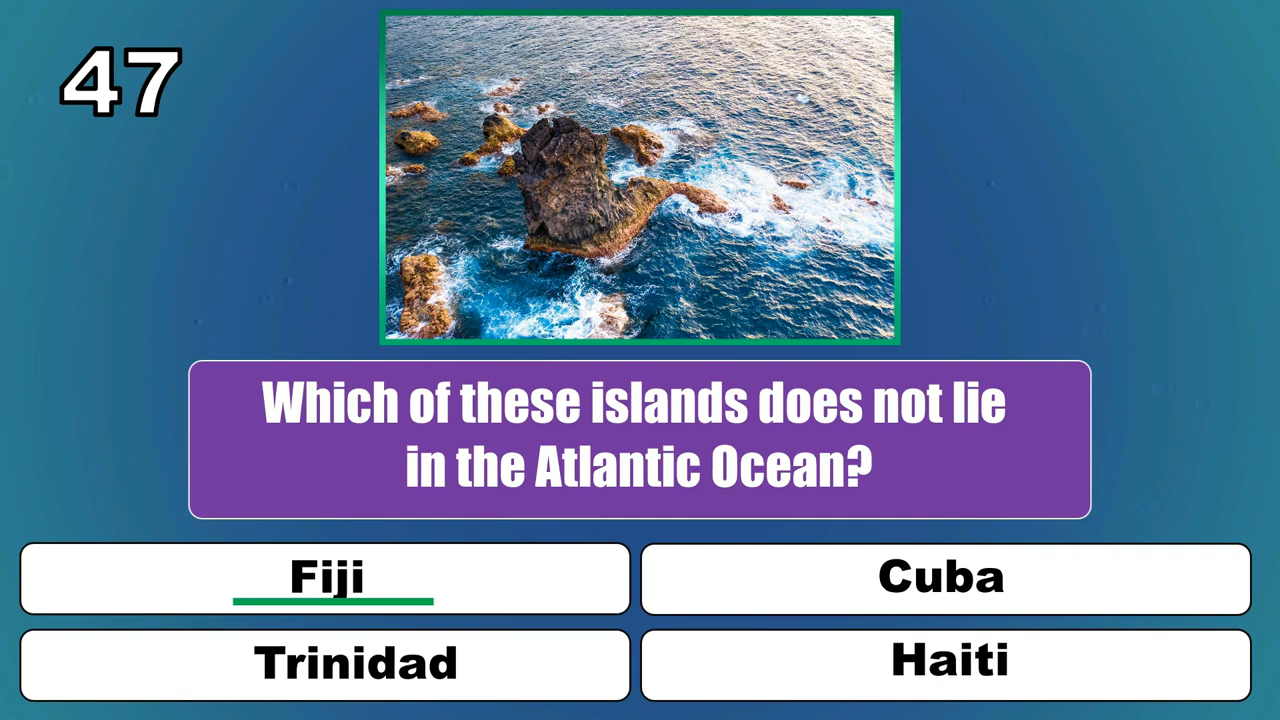 47
Which of these islands does not lie
in the Atlantic Ocean?
Fiji
Cuba
Trinidad
Haiti